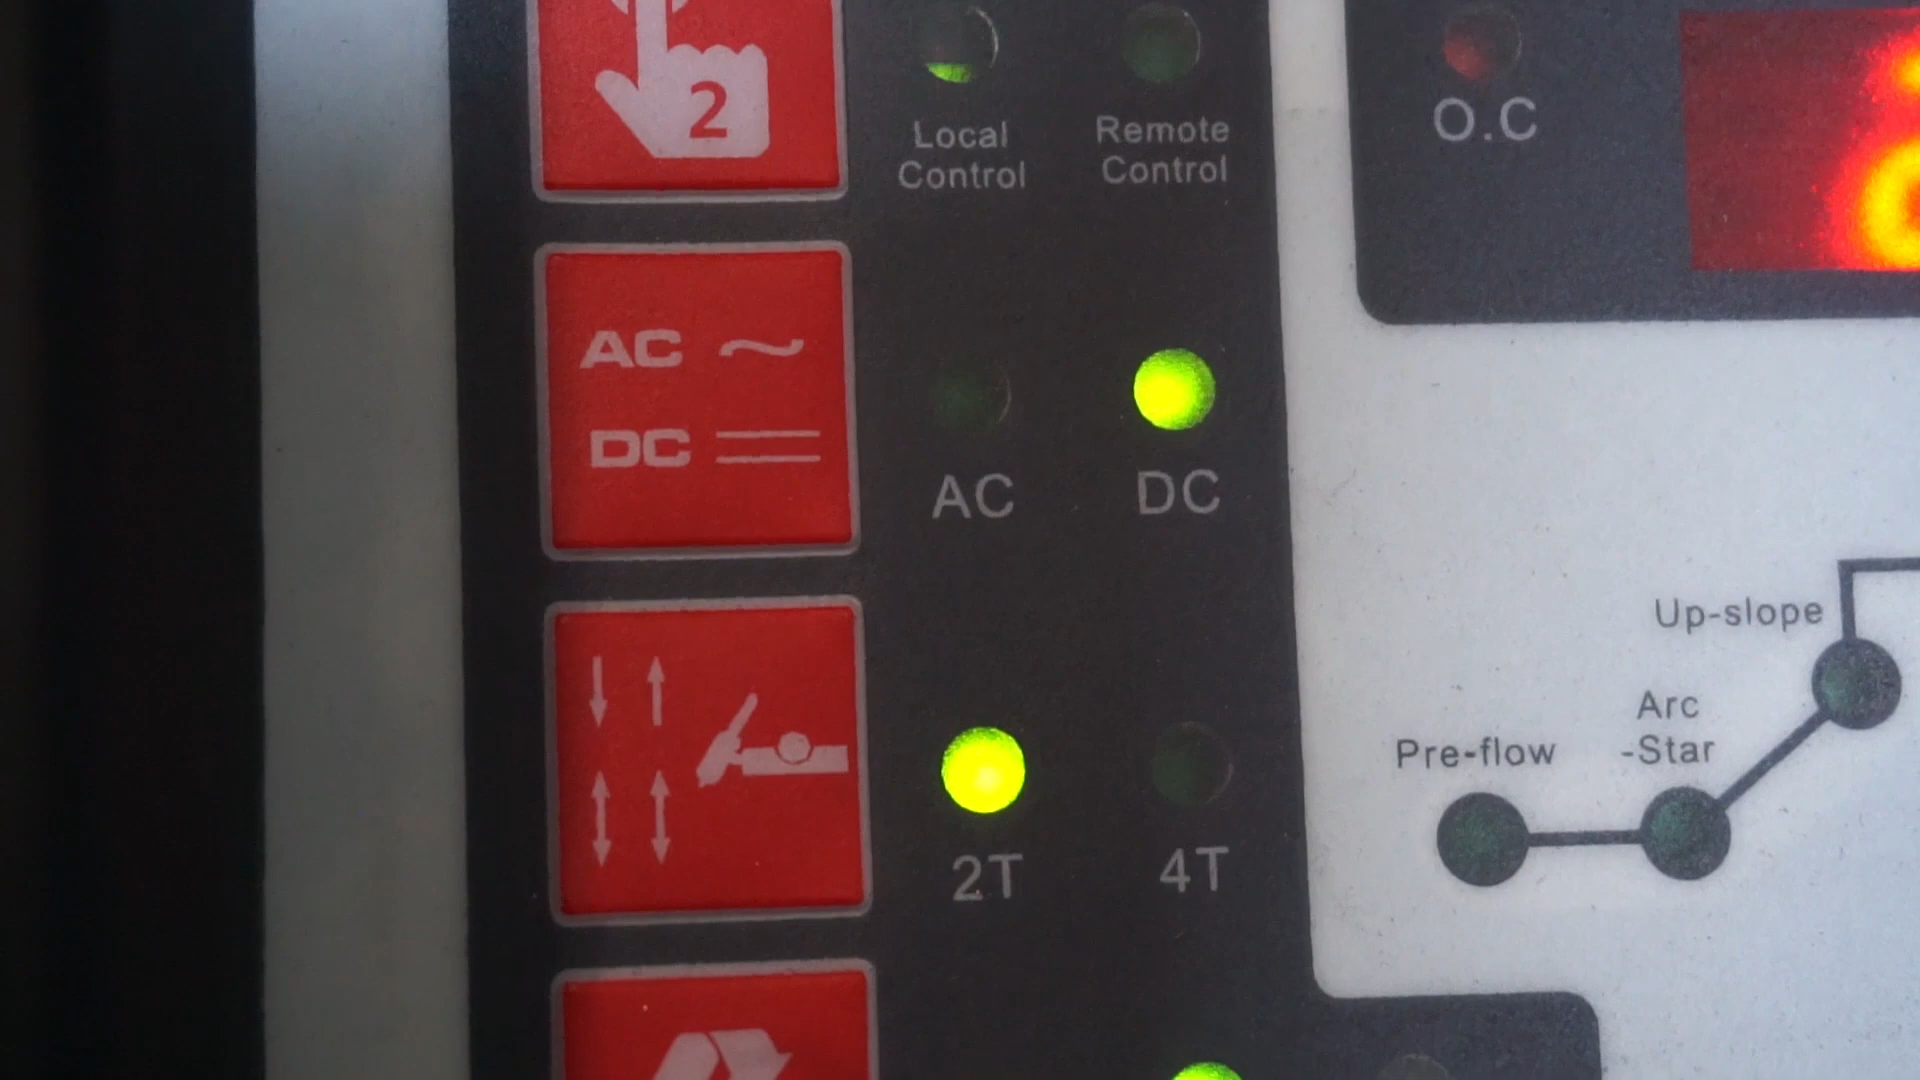 2
Local
Control
Remote
Control
O.C
AC ~
DC
AC
DC
2T
4T
Up-slope
Arc
-Star
Pre-flow